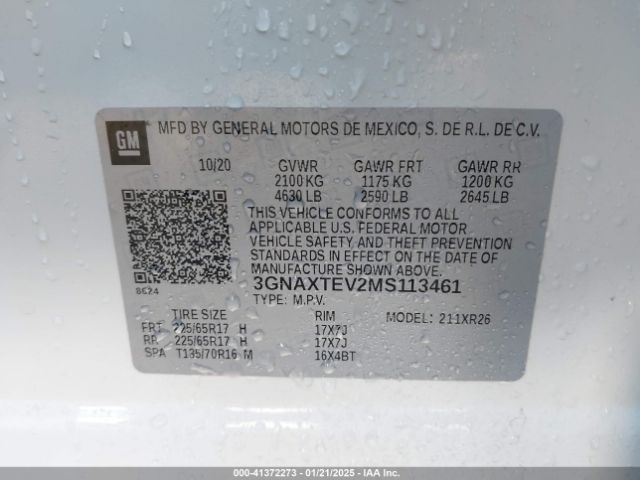 GM MFD BY GENERAL MOTORS DE MEXICO, S. DE R.L. DE C.V.
10/20 GVWR GAWR FRT GAWR RR
2100 KG 1175 KG 1200 KG
4630 LB 2590 LB 2645 LB
THIS VEHICLE CONFORMS TO ALL
APPLICABLE U.S. FEDERAL MOTOR
VEHICLE SAFETY AND THEFT PREVENTION
STANDARDS IN EFFECT ON THE DATE OF
MANUFACTURE SHOWN ABOVE.
8E24 3GNAXTEV2MS113461
TYPE: M.P.V.
TIRE SIZE RIM MODEL: 211XR26
FRT 225/65R17 H 17X7J
RR 225/65R17 H 17X7J
SPA T135/70R16 M 16X4BT
000-41372273 - 01/21/2025 - IAA Inc.